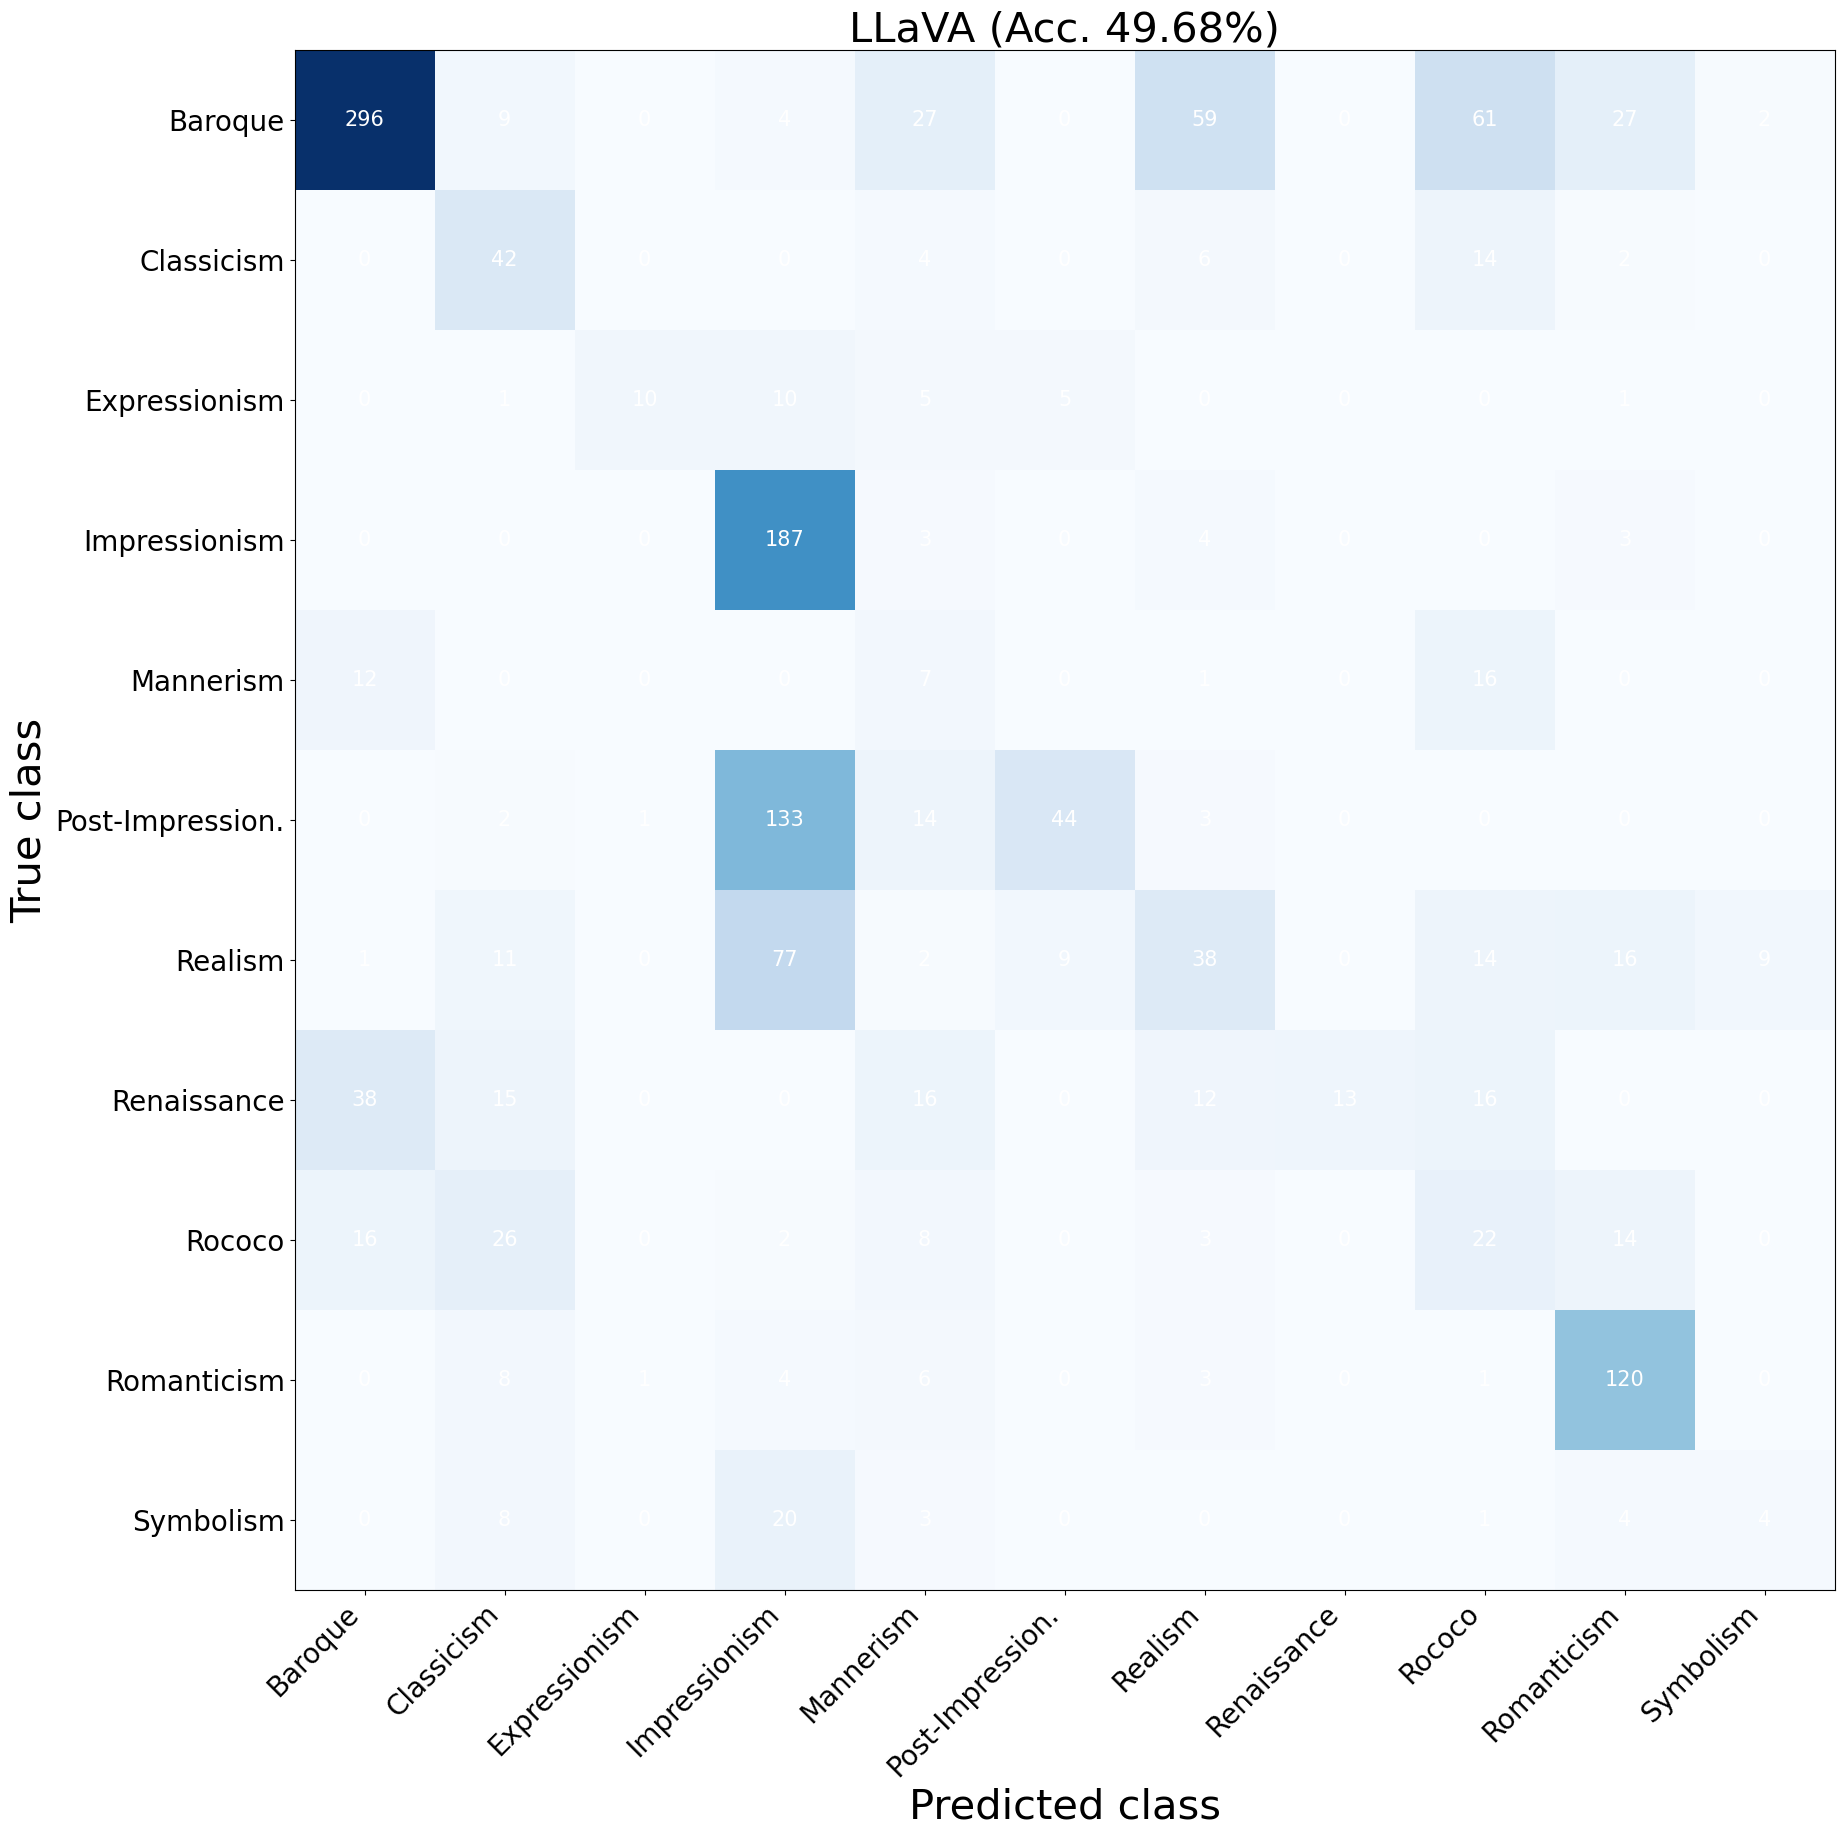 LLaVA (Acc. 49.68%)
True class
Baroque 296 9 0 4 27 0 59 0 61 27 2
Classicism 0 42 0 0 4 0 6 0 14 2 0
Expressionism 0 1 10 10 5 5 0 0 0 1 0
Impressionism 0 0 0 187 3 0 4 0 0 3 0
Mannerism 12 0 0 0 7 0 1 0 16 0 0
Post-Impression. 0 2 1 133 14 44 3 0 0 0 0
Realism 1 11 0 77 2 9 38 0 14 16 9
Renaissance 38 15 0 0 16 0 12 13 16 0 0
Rococo 16 26 0 2 8 0 3 0 22 14 0
Romanticism 0 8 1 4 6 0 3 0 1 120 0
Symbolism 0 8 0 20 3 0 0 0 1 4 4
Baroque Classicism Expressionism Impressionism Mannerism Post-Impression. Realism Renaissance Rococo Romanticism Symbolism
Predicted class